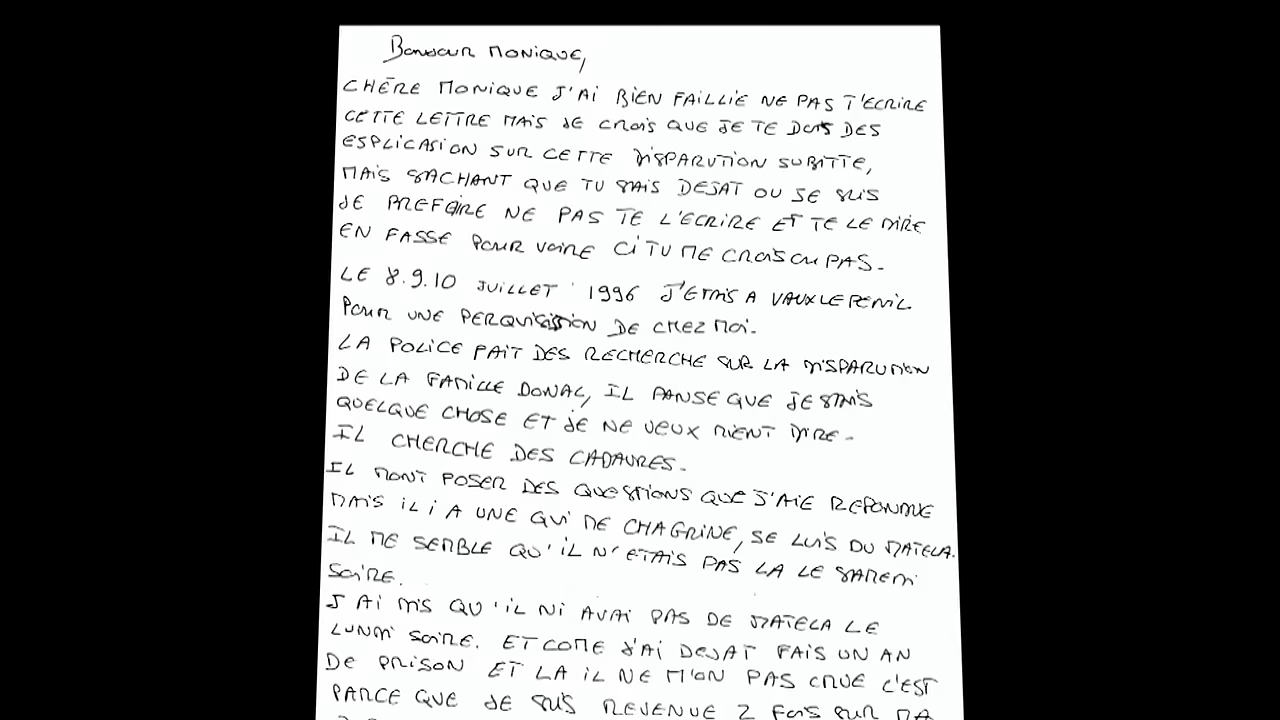 Bonsour MONIQUE,
CHÈRE MONIQUE J'Ai BiEN FAILLIE NE PAS T'ECRIRE
CETTE LETTRE MAIS JE CROIS QUE JE TE DOIS DES
ESPLICASION SUR CETTE DISPARUTION SUBITTE,
MAIS SACHANT QUE TU SAIS DEJAT OU JE SUIS
JE PREFERE NE PAS TE L'ECRIRE ET TE LE DIRE
EN FASSE POUR VOIRE Ci TU ME CROIS OU PAS.
LE 8.9.10 JUILLET 1996 J'ETAIS A VAUX LE PENIL
POUR UNE PERQUISITION DE CHEZ MOI.
LA POLICE FAIT DES RECHERCHE SUR LA DISPARUTION
DE LA FAMILLE DONAC, IL PANSE QUE JE SAIS
QUELQUE CHOSE ET JE NE VEUX RIENT DIRE.
IL CHERCHE DES CADAVRES.
IL MONT POSER DES QUESTIONS QUE J'AIE REPONDUE
MAIS IL i A UNE QUI ME CHAGRINE, SE LUIS DU MATELA.
IL ME SEMBLE QU'IL N'ETAIS PAS LA LE SAMEDI
SOIRE.
J'AI DIS QU'IL NI AVAI PAS DE MATELA LE
LUNDI SOIRE. ET COME J'AI DEJAT FAIS UN AN
DE PRISON ET LA IL NE M'ON PAS CRUE C'EST
PARCE QUE JE SUIS REVENUE 2 FOIS SUR MA